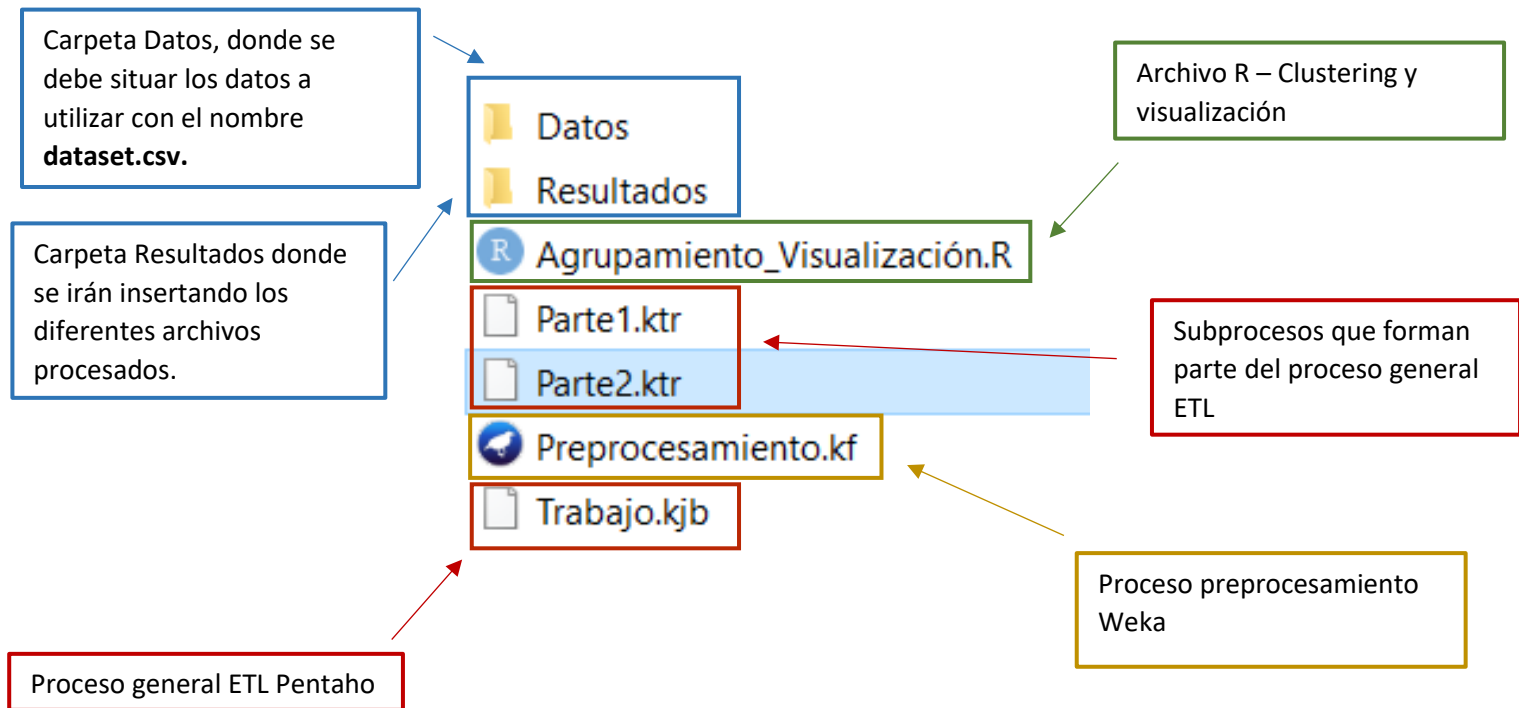 Carpeta Datos, donde se
debe situar los datos a
utilizar con el nombre
dataset.csv.
Carpeta Resultados donde
se irán insertando los
diferentes archivos
procesados.
Datos
Resultados
Agrupamiento_Visualización.R
Parte1.ktr
Parte2.ktr
Preprocesamiento.kf
Trabajo.kjb
Archivo R – Clustering y
visualización
Subprocesos que forman
parte del proceso general
ETL
Proceso preprocesamiento
Weka
Proceso general ETL Pentaho